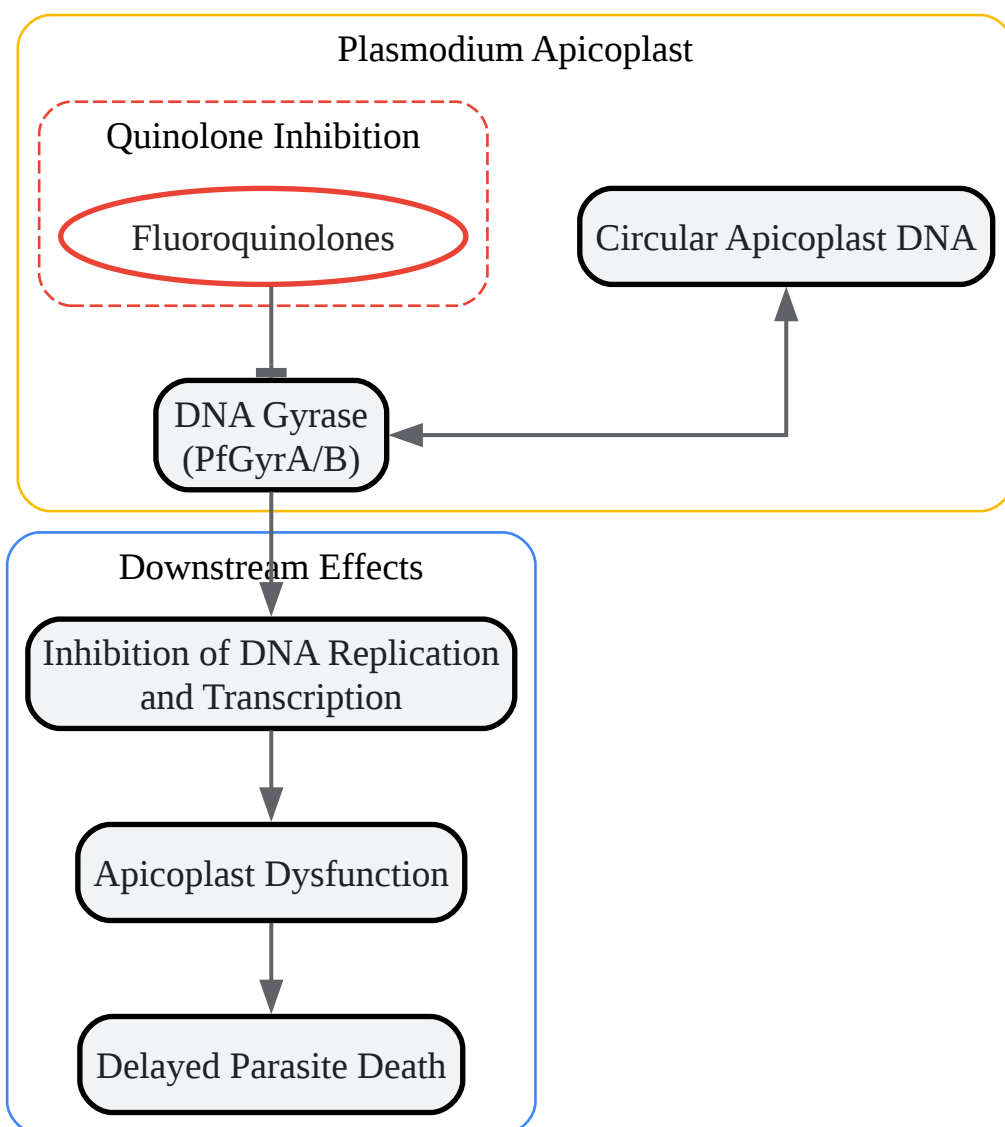 Plasmodium Apicoplast
Quinolone Inhibition
Fluoroquinolones
Circular Apicoplast DNA
DNA Gyrase
(PfGyrA/B)
Downstream Effects
Inhibition of DNA Replication
and Transcription
Apicoplast Dysfunction
Delayed Parasite Death